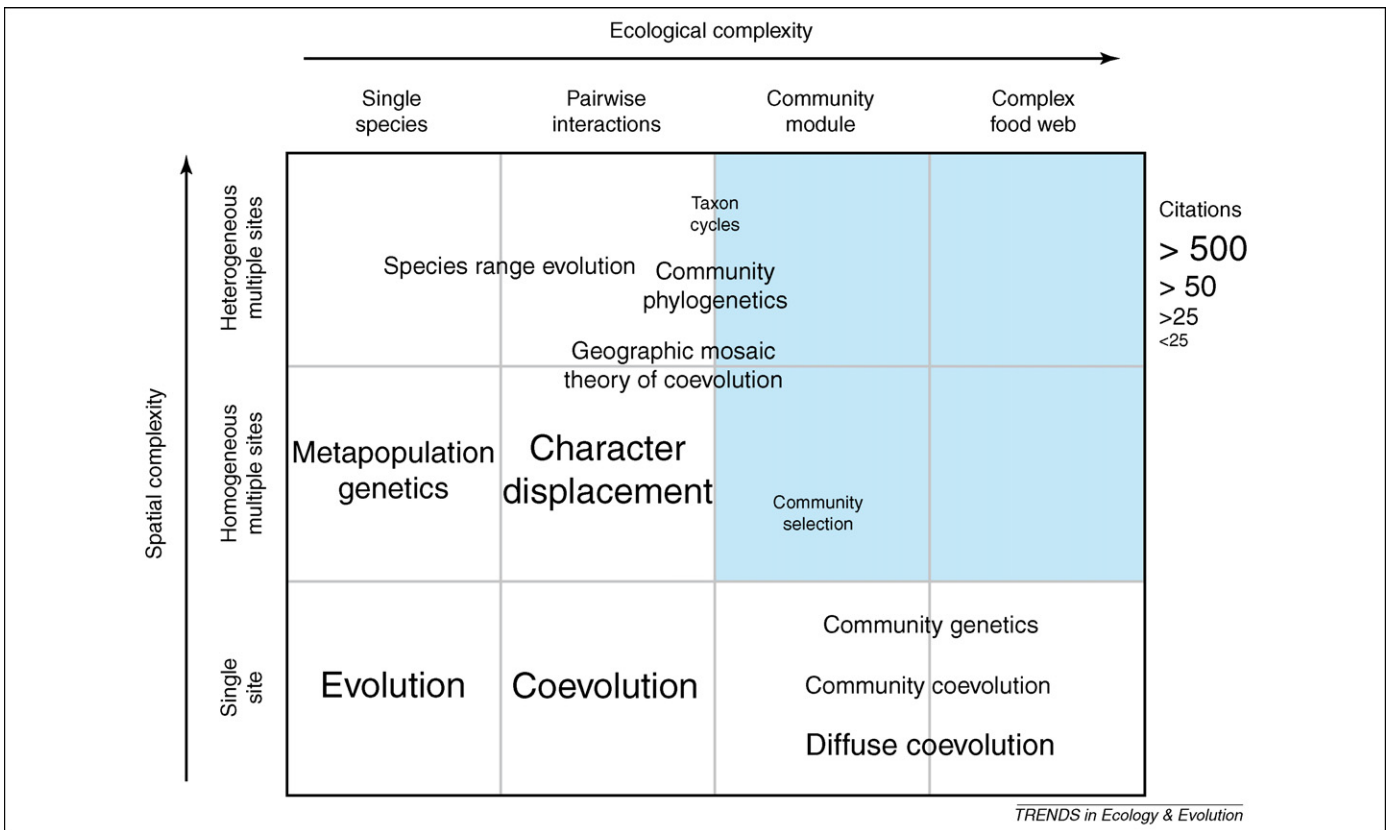 Ecological complexity
Single
species
Pairwise
interactions
Community
module
Complex
food web
Spatial complexity
Heterogeneous
multiple sites
Homogeneous
multiple sites
Single
site
Taxon
cycles
Species range evolution
Community
phylogenetics
Geographic mosaic
theory of coevolution
Metapopulation
genetics
Character
displacement
Community
selection
Evolution
Coevolution
Community genetics
Community coevolution
Diffuse coevolution
Citations
> 500
> 50
>25
<25
TRENDS in Ecology & Evolution